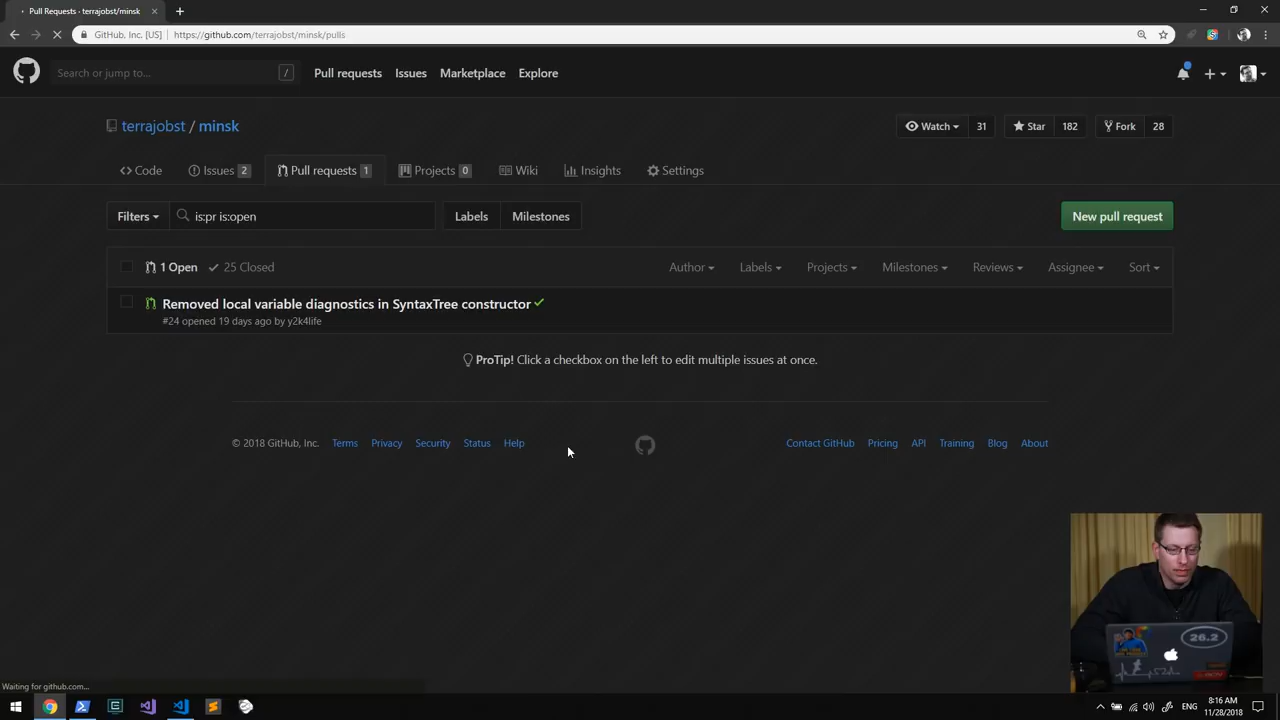 Pull Requests · terrajobst/minsk
GitHub, Inc. [US] https://github.com/terrajobst/minsk/pulls
Search or jump to... /
Pull requests Issues Marketplace Explore
terrajobst / minsk
Watch 31 Star 182 Fork 28
Code Issues 2 Pull requests 1 Projects 0 Wiki Insights Settings
Filters is:pr is:open Labels Milestones New pull request
1 Open 25 Closed Author Labels Projects Milestones Reviews Assignee Sort
Removed local variable diagnostics in SyntaxTree constructor
#24 opened 19 days ago by y2k4life
ProTip! Click a checkbox on the left to edit multiple issues at once.
© 2018 GitHub, Inc. Terms Privacy Security Status Help Contact GitHub Pricing API Training Blog About
26.2
Waiting for github.com...
ENG 8:16 AM
11/28/2018